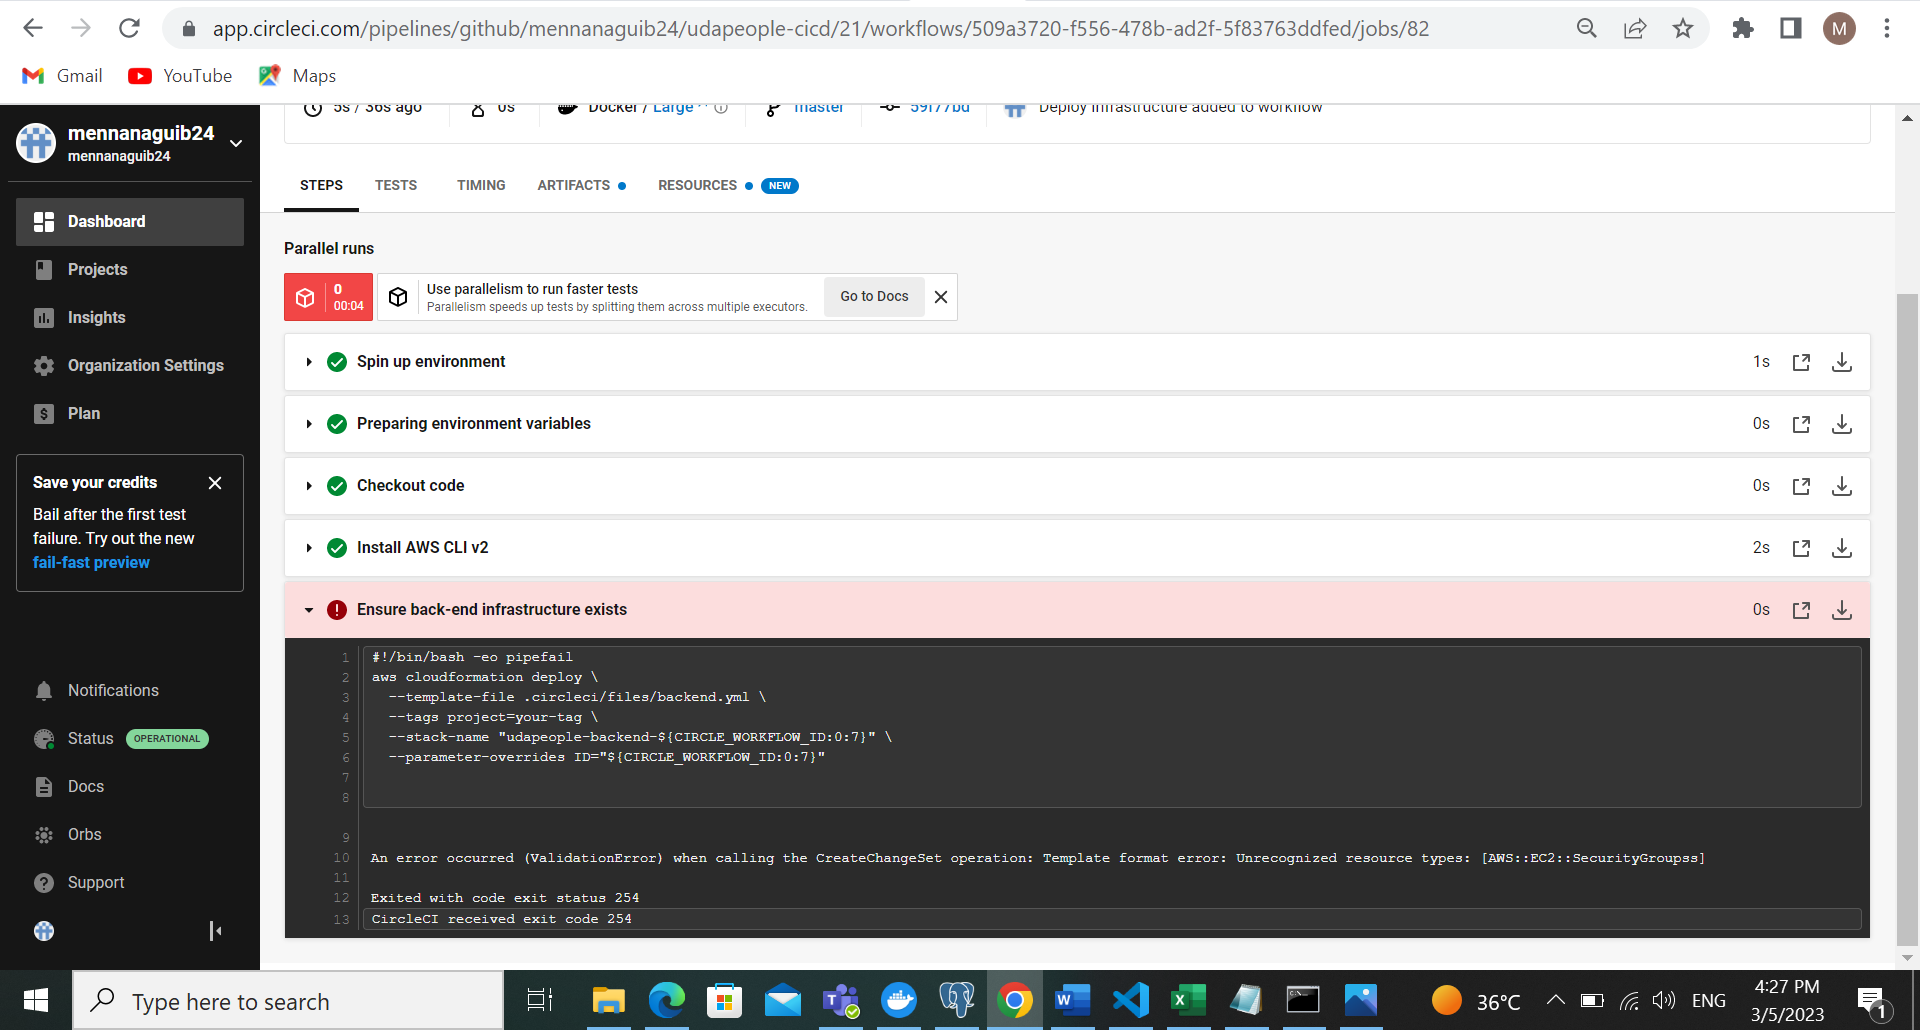 app.circleci.com/pipelines/github/mennanaguib24/udapeople-cicd/21/workflows/509a3720-f556-478b-ad2f-5f83763ddfed/jobs/82
M
Gmail
YouTube
Maps
mennanaguib24
mennanaguib24
5s / 36s ago
0s
Docker / Large
master
59f77bd
Deploy Infrastructure added to workflow
STEPS
TESTS
TIMING
ARTIFACTS
RESOURCES
NEW
Dashboard
Projects
Insights
Organization Settings
Plan
Save your credits
Bail after the first test
failure. Try out the new
fail-fast preview
Notifications
Status
OPERATIONAL
Docs
Orbs
Support
Parallel runs
0
00:04
Use parallelism to run faster tests
Parallelism speeds up tests by splitting them across multiple executors.
Go to Docs
Spin up environment
1s
Preparing environment variables
0s
Checkout code
0s
Install AWS CLI v2
2s
Ensure back-end infrastructure exists
0s
1 #!/bin/bash -eo pipefail
2 aws cloudformation deploy \
3 --template-file .circleci/files/backend.yml \
4 --tags project=your-tag \
5 --stack-name "udapeople-backend-${CIRCLE_WORKFLOW_ID:0:7}" \
6 --parameter-overrides ID="${CIRCLE_WORKFLOW_ID:0:7}"
7
8
9
10 An error occurred (ValidationError) when calling the CreateChangeSet operation: Template format error: Unrecognized resource types: [AWS::EC2::SecurityGroupss]
11
12 Exited with code exit status 254
13 CircleCI received exit code 254
Type here to search
36°C
ENG
4:27 PM
3/5/2023
1